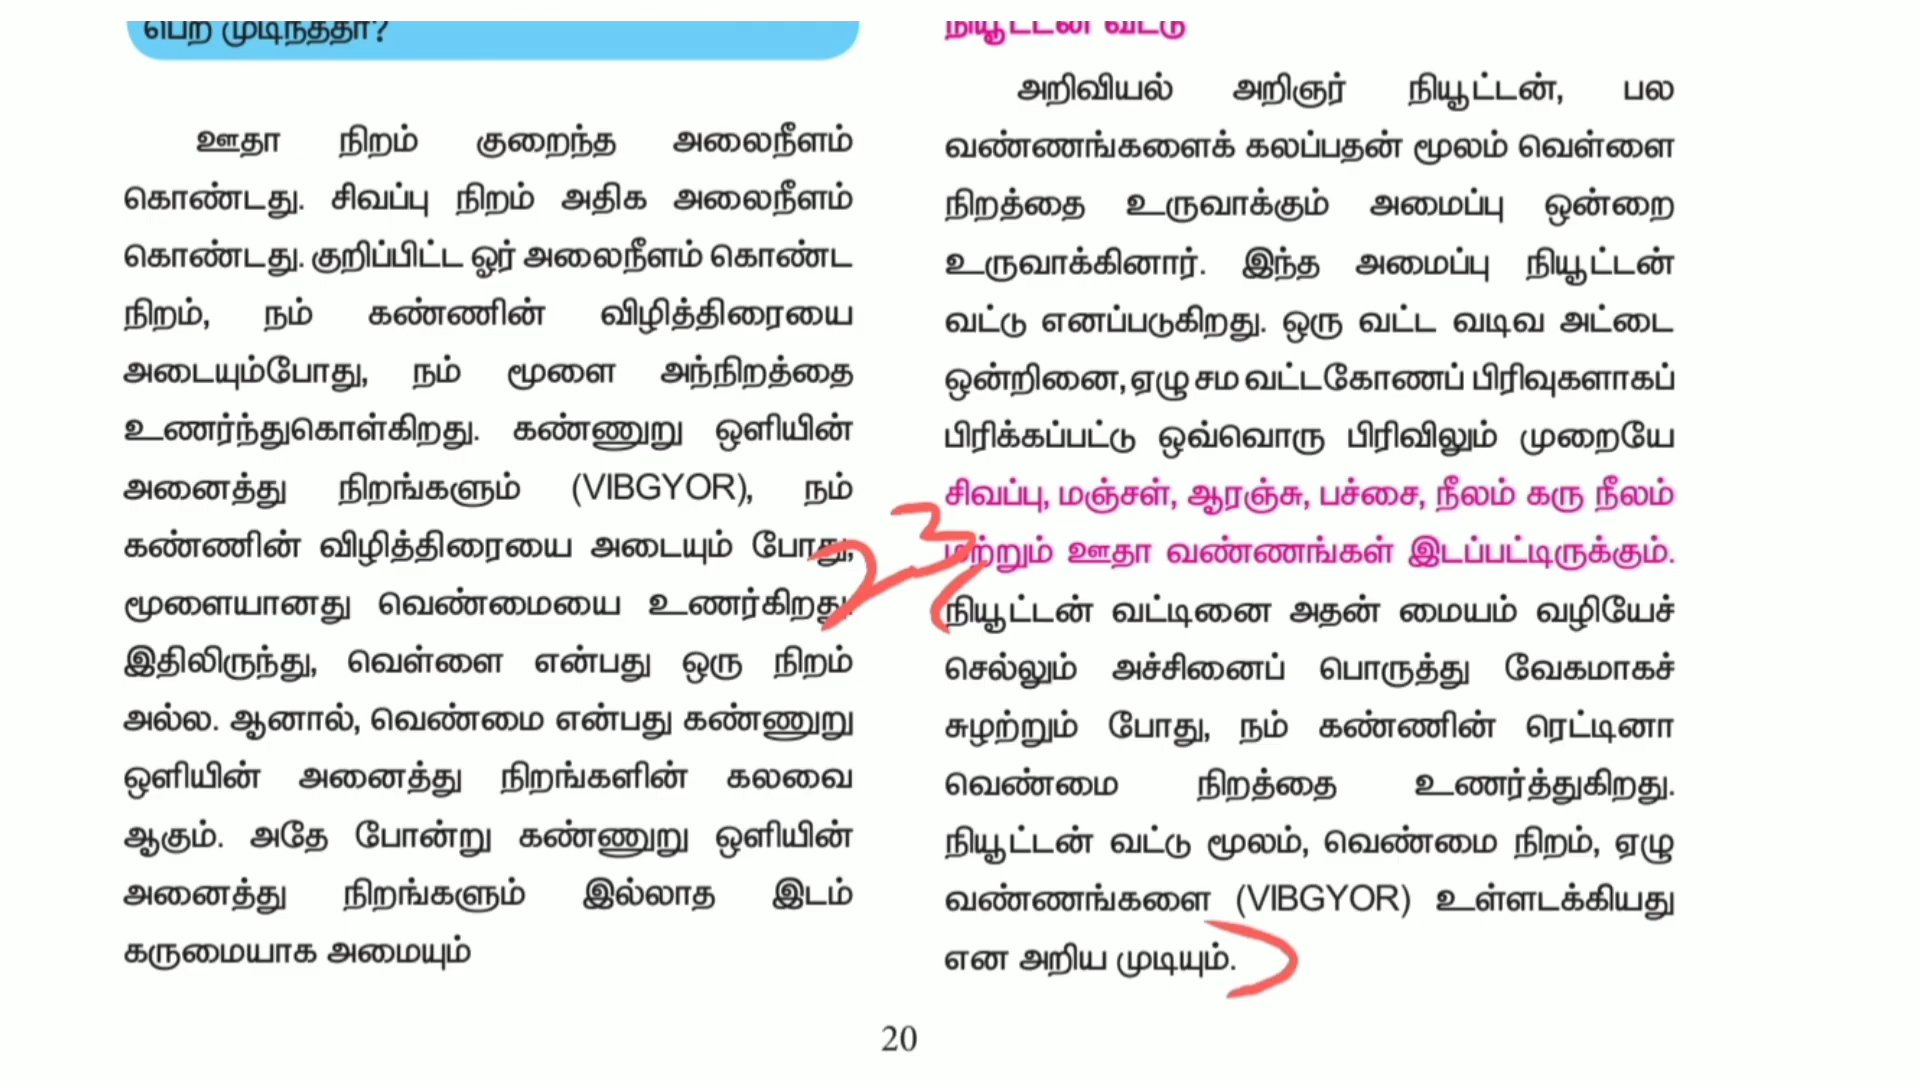 பெற முடிந்ததா?
ஊதா நிறம் குறைந்த அலைநீளம்
கொண்டது. சிவப்பு நிறம் அதிக அலைநீளம்
கொண்டது. குறிப்பிட்ட ஓர் அலைநீளம் கொண்ட
நிறம், நம் கண்ணின் விழித்திரையை
அடையும்போது, நம் மூளை அந்நிறத்தை
உணர்ந்துகொள்கிறது. கண்ணுறு ஒளியின்
அனைத்து நிறங்களும் (VIBGYOR), நம்
கண்ணின் விழித்திரையை அடையும் போது,
மூளையானது வெண்மையை உணர்கிறது.
இதிலிருந்து, வெள்ளை என்பது ஒரு நிறம்
அல்ல. ஆனால், வெண்மை என்பது கண்ணுறு
ஒளியின் அனைத்து நிறங்களின் கலவை
ஆகும். அதே போன்று கண்ணுறு ஒளியின்
அனைத்து நிறங்களும் இல்லாத இடம்
கருமையாக அமையும்
நியூட்டன் வட்டு
அறிவியல் அறிஞர் நியூட்டன், பல
வண்ணங்களைக் கலப்பதன் மூலம் வெள்ளை
நிறத்தை உருவாக்கும் அமைப்பு ஒன்றை
உருவாக்கினார். இந்த அமைப்பு நியூட்டன்
வட்டு எனப்படுகிறது. ஒரு வட்ட வடிவ அட்டை
ஒன்றினை, ஏழு சம வட்டகோணப் பிரிவுகளாகப்
பிரிக்கப்பட்டு ஒவ்வொரு பிரிவிலும் முறையே
சிவப்பு, மஞ்சள், ஆரஞ்சு, பச்சை, நீலம் கரு நீலம்
மற்றும் ஊதா வண்ணங்கள் இடப்பட்டிருக்கும்.
நியூட்டன் வட்டினை அதன் மையம் வழியேச்
செல்லும் அச்சினைப் பொருத்து வேகமாகச்
சுழற்றும் போது, நம் கண்ணின் ரெட்டினா
வெண்மை நிறத்தை உணர்த்துகிறது.
நியூட்டன் வட்டு மூலம், வெண்மை நிறம், ஏழு
வண்ணங்களை (VIBGYOR) உள்ளடக்கியது
என அறிய முடியும்.
20